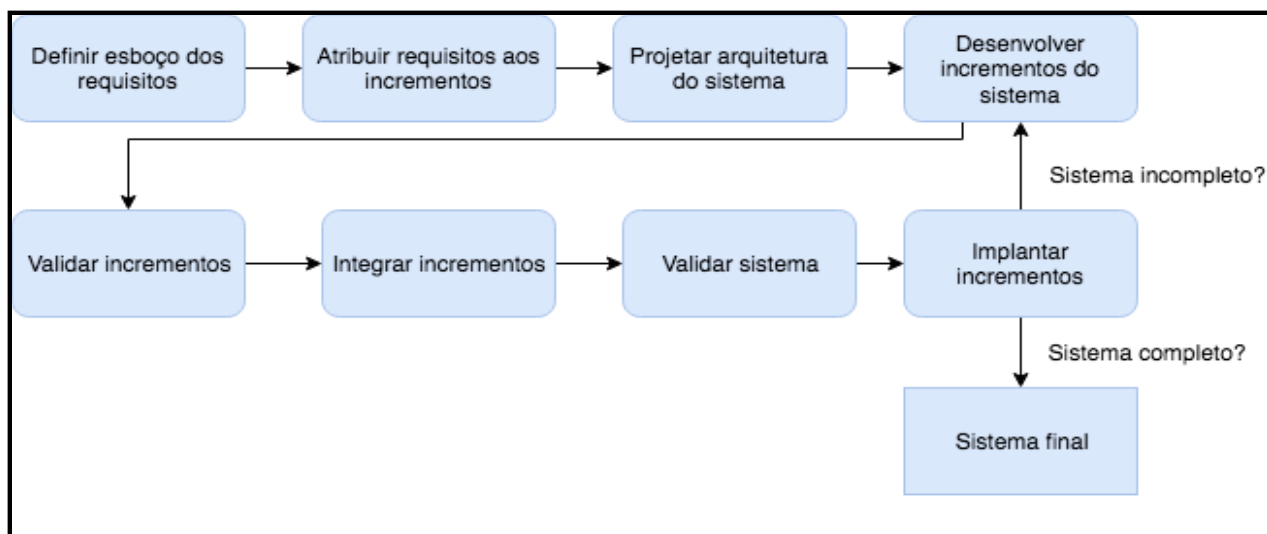 Definir esboço dos
requisitos
Atribuir requisitos aos
incrementos
Projetar arquitetura
do sistema
Desenvolver
incrementos do
sistema
Sistema incompleto?
Validar incrementos
Integrar incrementos
Validar sistema
Implantar
incrementos
Sistema completo?
Sistema final